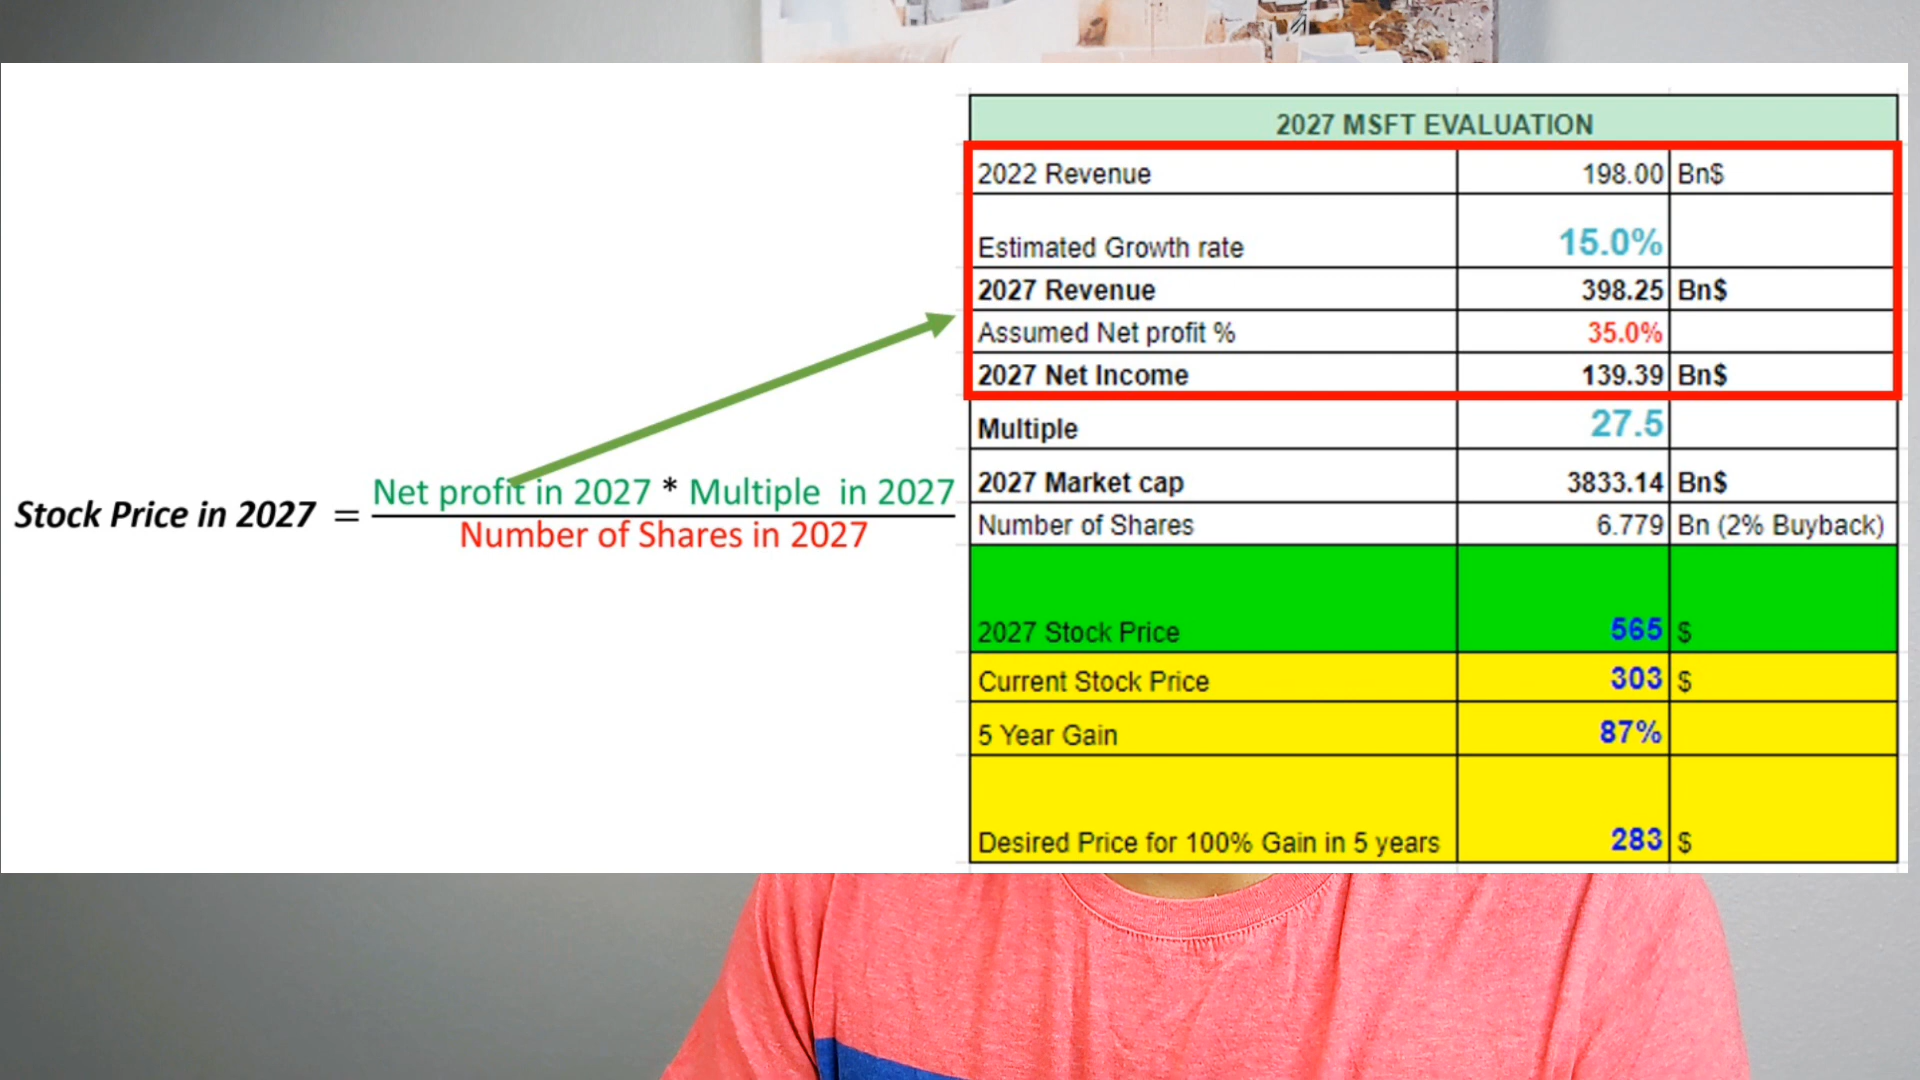 2027 MSFT EVALUATION
2022 Revenue 198.00 Bn$
Estimated Growth rate 15.0%
2027 Revenue 398.25 Bn$
Assumed Net profit % 35.0%
2027 Net Income 139.39 Bn$
Multiple 27.5
2027 Market cap 3833.14 Bn$
Number of Shares 6.779 Bn (2% Buyback)
2027 Stock Price 565 $
Current Stock Price 303 $
5 Year Gain 87%
Desired Price for 100% Gain in 5 years 283 $
Stock Price in 2027 =
Net profit in 2027 * Multiple in 2027
Number of Shares in 2027